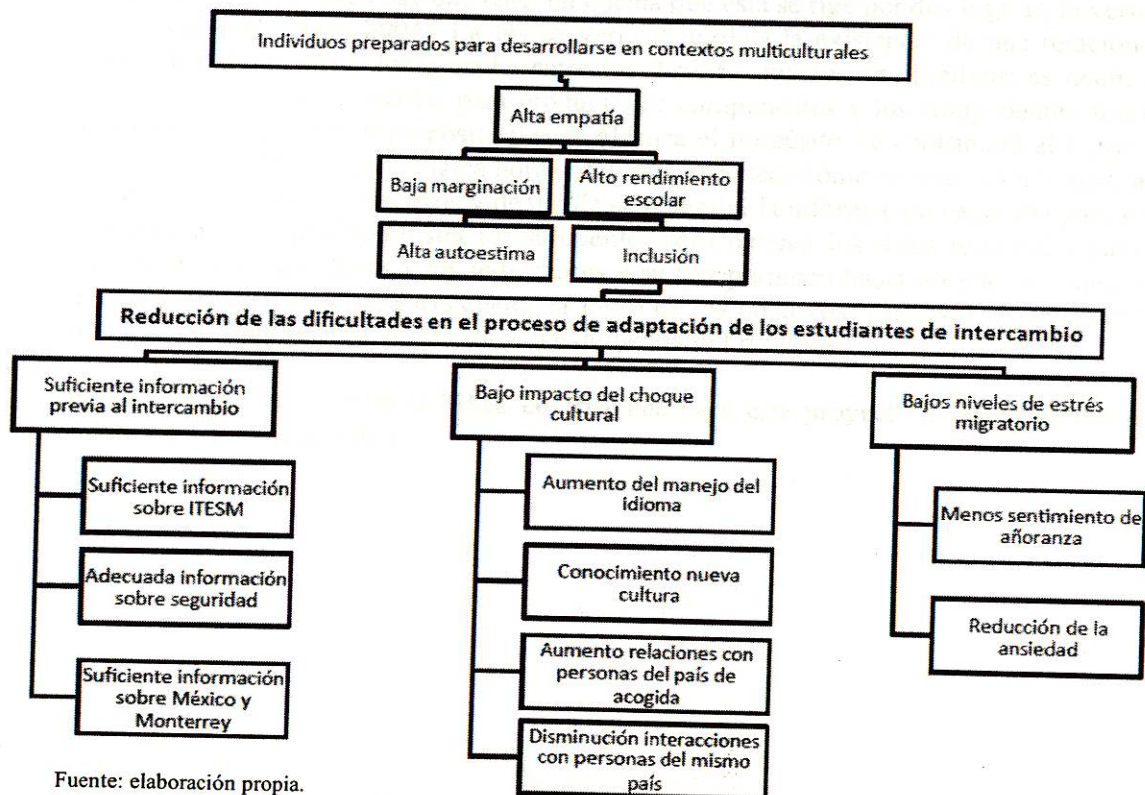 Individuos preparados para desarrollarse en contextos multiculturales
Alta empatía
Baja marginación
Alto rendimiento
escolar
Alta autoestima
Inclusión
Reducción de las dificultades en el proceso de adaptación de los estudiantes de intercambio
Suficiente información
previa al intercambio
Suficiente información
sobre ITESM
Adecuada información
sobre seguridad
Suficiente información
sobre México y
Monterrey
Bajo impacto del choque
cultural
Aumento del manejo del
idioma
Conocimiento nueva
cultura
Aumento relaciones con
personas del país de
acogida
Disminución interacciones
con personas del mismo
país
Bajos niveles de estrés
migratorio
Menos sentimiento de
añoranza
Reducción de la
ansiedad
Fuente: elaboración propia.